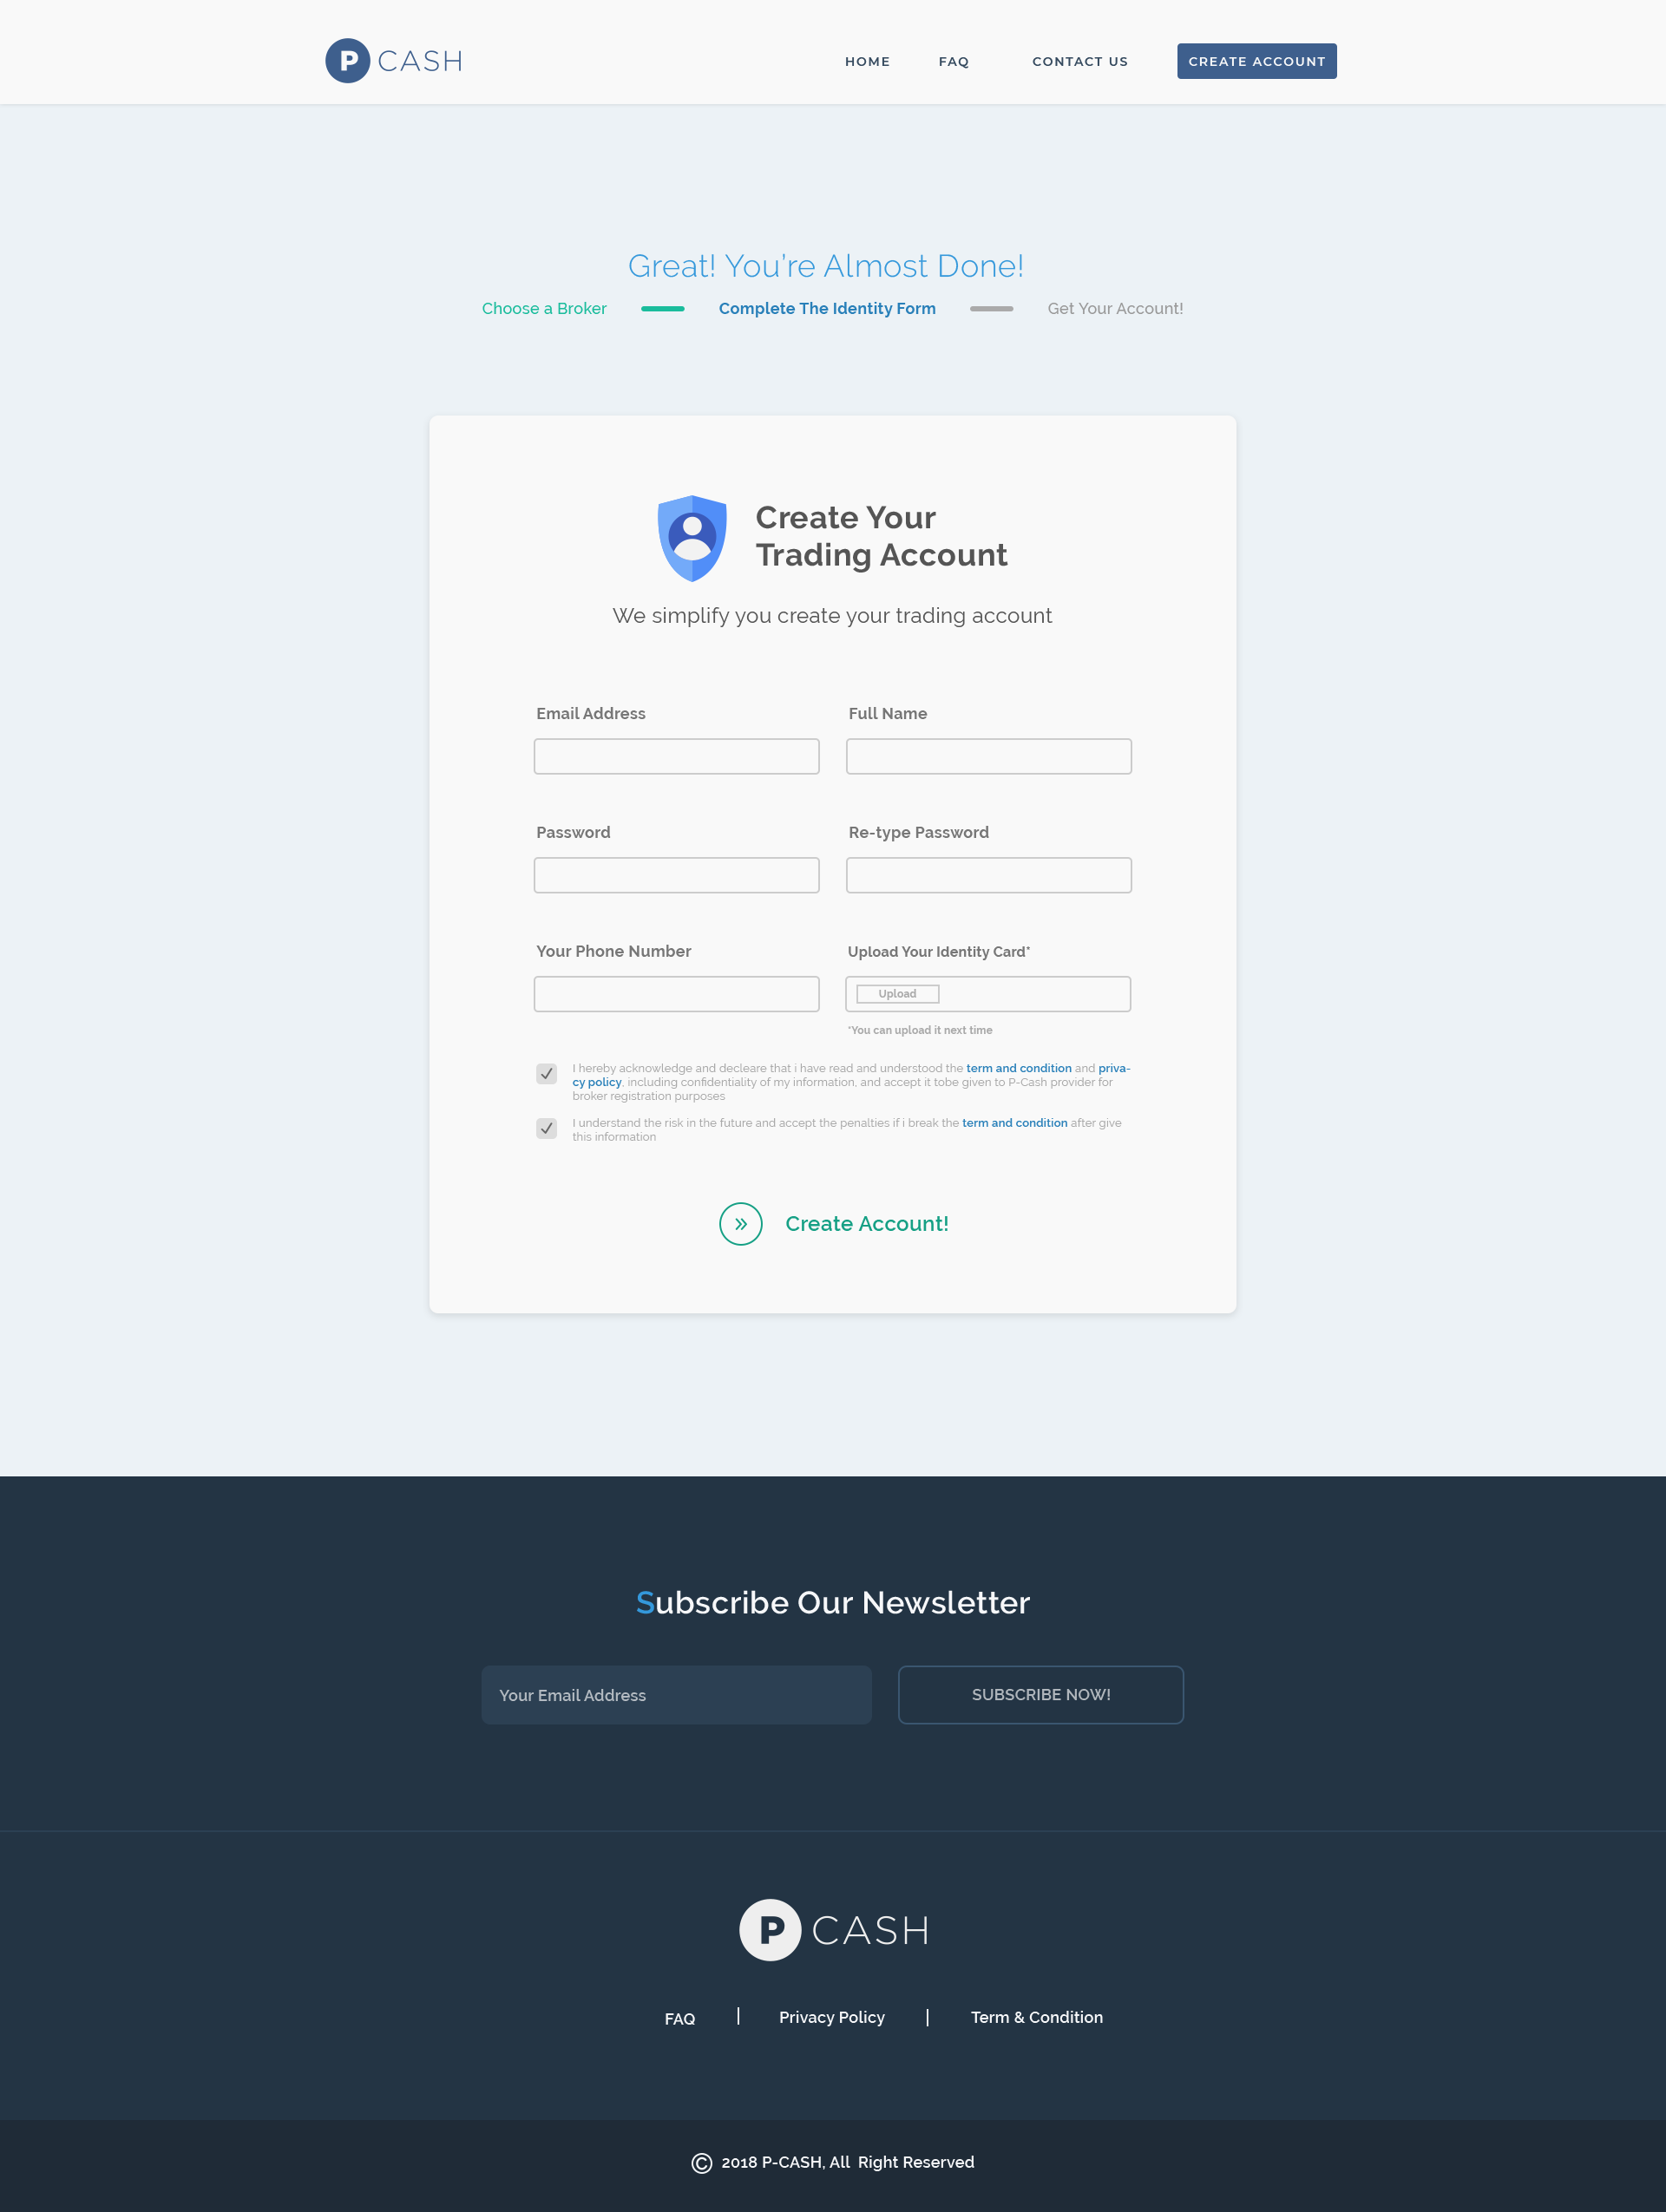 P CASH
HOME FAQ CONTACT US CREATE ACCOUNT
Great! You're Almost Done!
Choose a Broker Complete The Identity Form Get Your Account!
Create Your
Trading Account
We simplify you create your trading account
Email Address Full Name
Password Re-type Password
Your Phone Number Upload Your Identity Card*
Upload
*You can upload it next time
I hereby acknowledge and decleare that i have read and understood the term and condition and priva-
cy policy, including confidentiality of my information, and accept it tobe given to P-Cash provider for
broker registration purposes
I understand the risk in the future and accept the penalties if i break the term and condition after give
this information
» Create Account!
Subscribe Our Newsletter
Your Email Address SUBSCRIBE NOW!
P CASH
FAQ | Privacy Policy | Term & Condition
© 2018 P-CASH, All Right Reserved